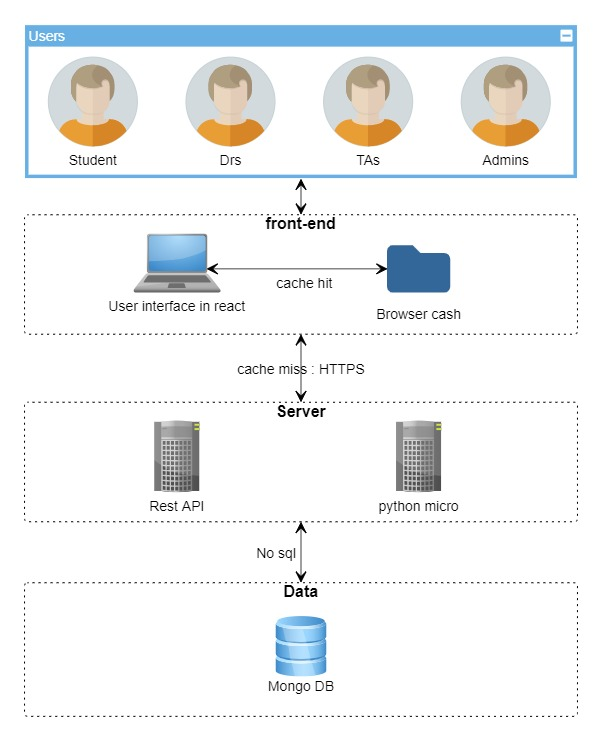 Users
Student Drs TAs Admins
front-end
cache hit
User interface in react
Browser cash
cache miss : HTTPS
Server
Rest API python micro
No sql
Data
Mongo DB